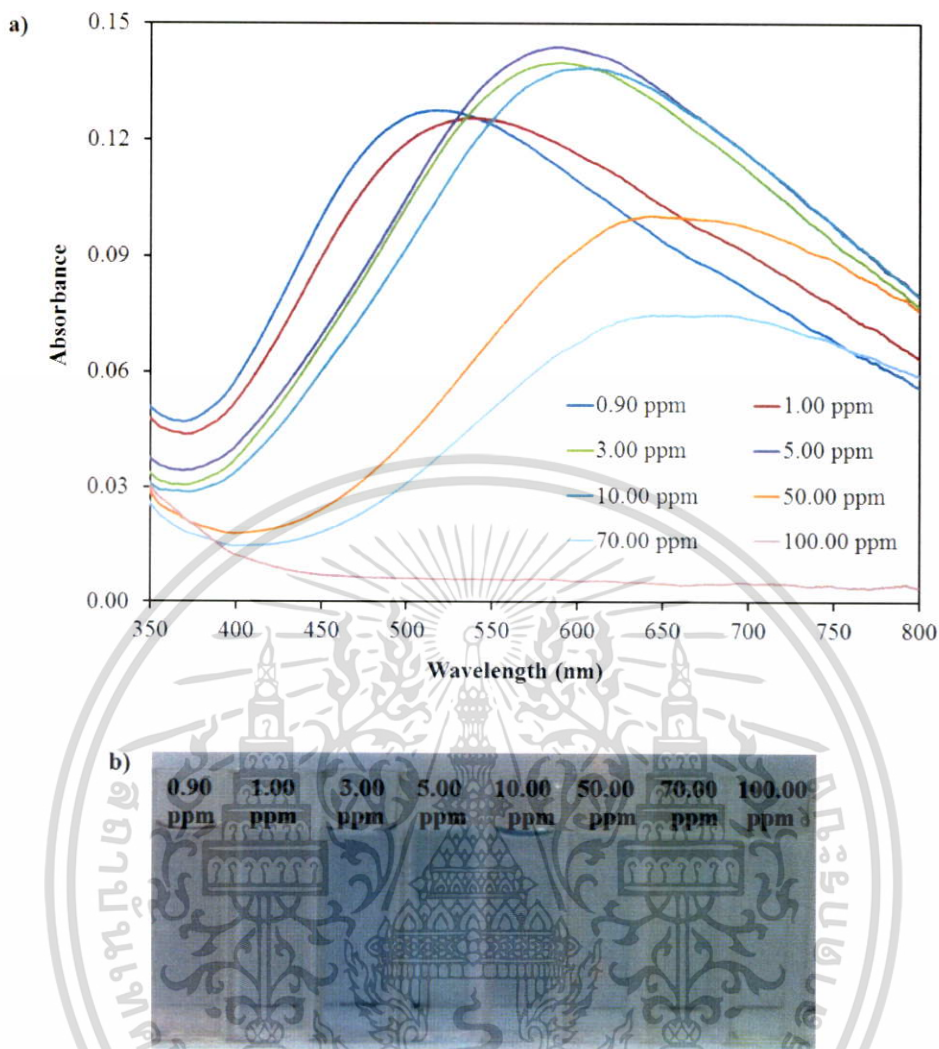 a)
0.15
0.12
0.09
0.06
0.03
0.00
Absorbance
0.90 ppm 1.00 ppm
3.00 ppm 5.00 ppm
10.00 ppm 50.00 ppm
70.00 ppm 100.00 ppm
350 400 450 500 550 600 650 700 750 800
Wavelength (nm)
b)
0.90 1.00 3.00 5.00 10.00 50.00 70.00 100.00
ppm ppm ppm ppm ppm ppm ppm ppm